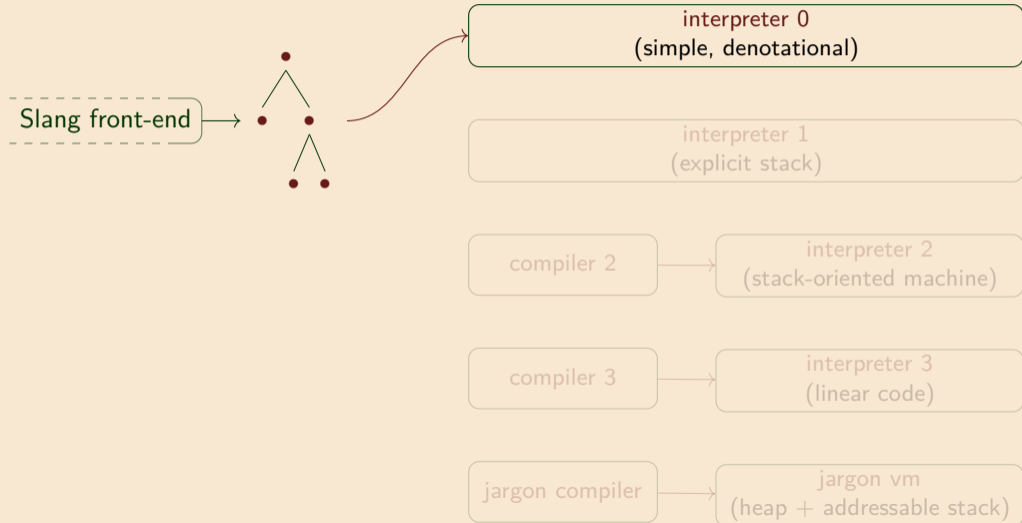 interpreter 0
(simple, denotational)
Slang front-end
interpreter 1
(explicit stack)
compiler 2
interpreter 2
(stack-oriented machine)
compiler 3
interpreter 3
(linear code)
jargon compiler
jargon vm
(heap + addressable stack)